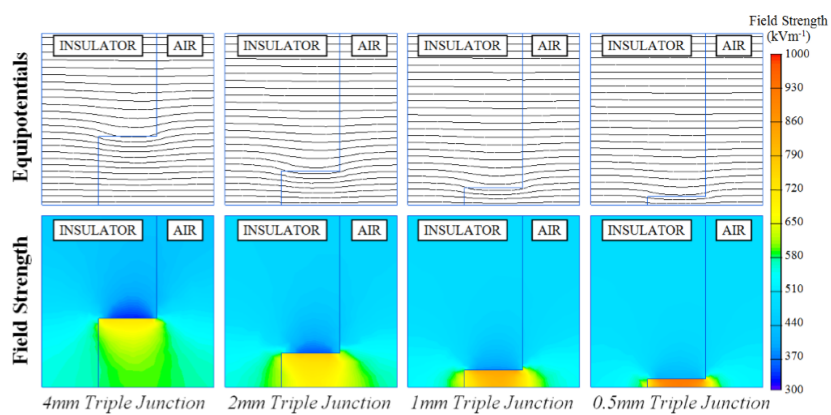 Field Strength
(kVm-1)
Equipotentials
INSULATOR AIR INSULATOR AIR INSULATOR AIR INSULATOR AIR
1000
930
860
790
720
650
580
510
440
370
300
Field Strength
INSULATOR AIR INSULATOR AIR INSULATOR AIR INSULATOR AIR
4mm Triple Junction 2mm Triple Junction 1mm Triple Junction 0.5mm Triple Junction